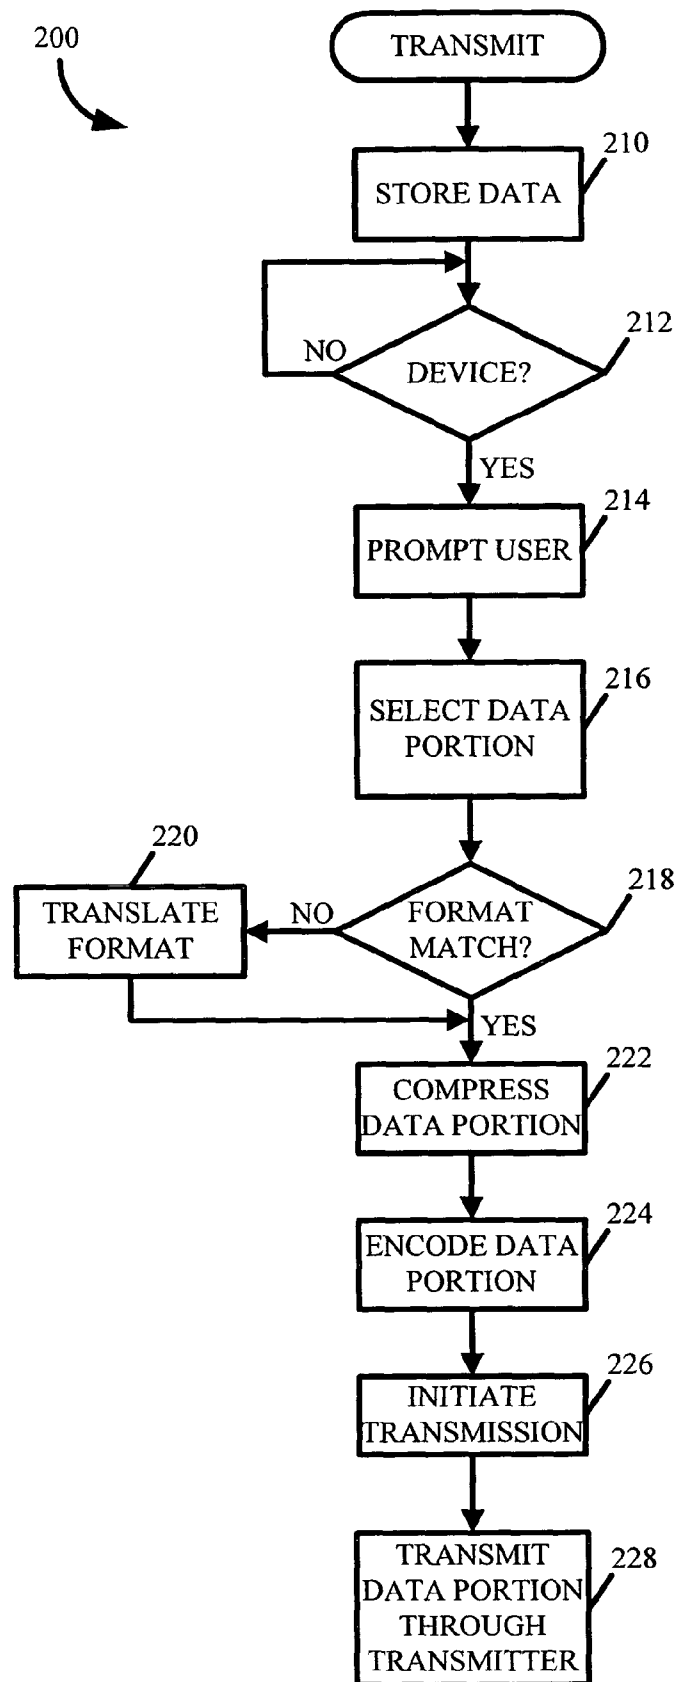 200
TRANSMIT
210
STORE DATA
212
NO
DEVICE?
YES
214
PROMPT USER
216
SELECT DATA
PORTION
220
218
TRANSLATE
FORMAT
NO
FORMAT
MATCH?
YES
222
COMPRESS
DATA PORTION
224
ENCODE DATA
PORTION
226
INITIATE
TRANSMISSION
228
TRANSMIT
DATA PORTION
THROUGH
TRANSMITTER